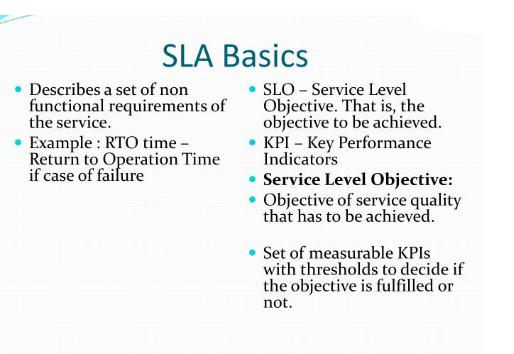 SLA Basics
Describes a set of non
functional requirements of
the service.
Example : RTO time –
Return to Operation Time
if case of failure
SLO – Service Level
Objective. That is, the
objective to be achieved.
KPI – Key Performance
Indicators
Service Level Objective:
Objective of service quality
that has to be achieved.
Set of measurable KPIs
with thresholds to decide if
the objective is fulfilled or
not.